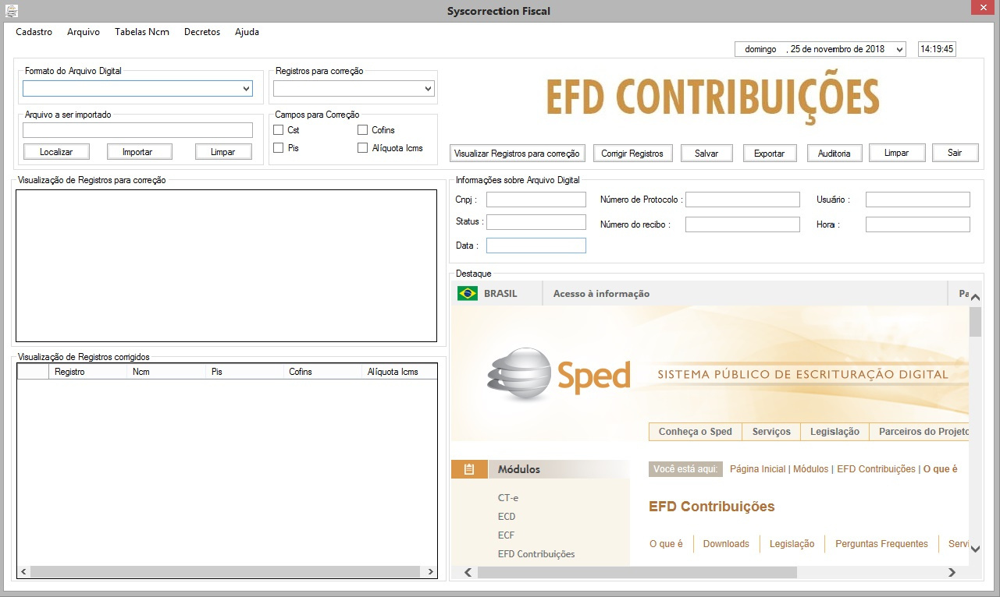 Syscorrection Fiscal
Cadastro Arquivo Tabelas Ncm Decretos Ajuda
domingo , 25 de novembro de 2018 14:19:45
Formato do Arquivo Digital
Registros para correção
EFD CONTRIBUIÇÕES
Arquivo a ser importado
Campos para Correção
Cst Cofins
Pis Alíquota Icms
Localizar Importar Limpar
Visualizar Registros para correção Corrigir Registros Salvar Exportar Auditoria Limpar Sair
Visualização de Registros para correção
Informações sobre Arquivo Digital
Cnpj : Número de Protocolo : Usuário :
Status : Número do recibo : Hora :
Data :
Destaque
BRASIL Acesso à informação Pa
Sped SISTEMA PÚBLICO DE ESCRITURAÇÃO DIGITAL
Conheça o Sped Serviços Legislação Parceiros do Projeto
Visualização de Registros corrigidos
Registro Ncm Pis Cofins Alíquota Icms
Módulos
CT-e
ECD
ECF
EFD Contribuições
Você está aqui: Página Inicial | Módulos | EFD Contribuições | O que é
EFD Contribuições
O que é Downloads Legislação Perguntas Frequentes Servi